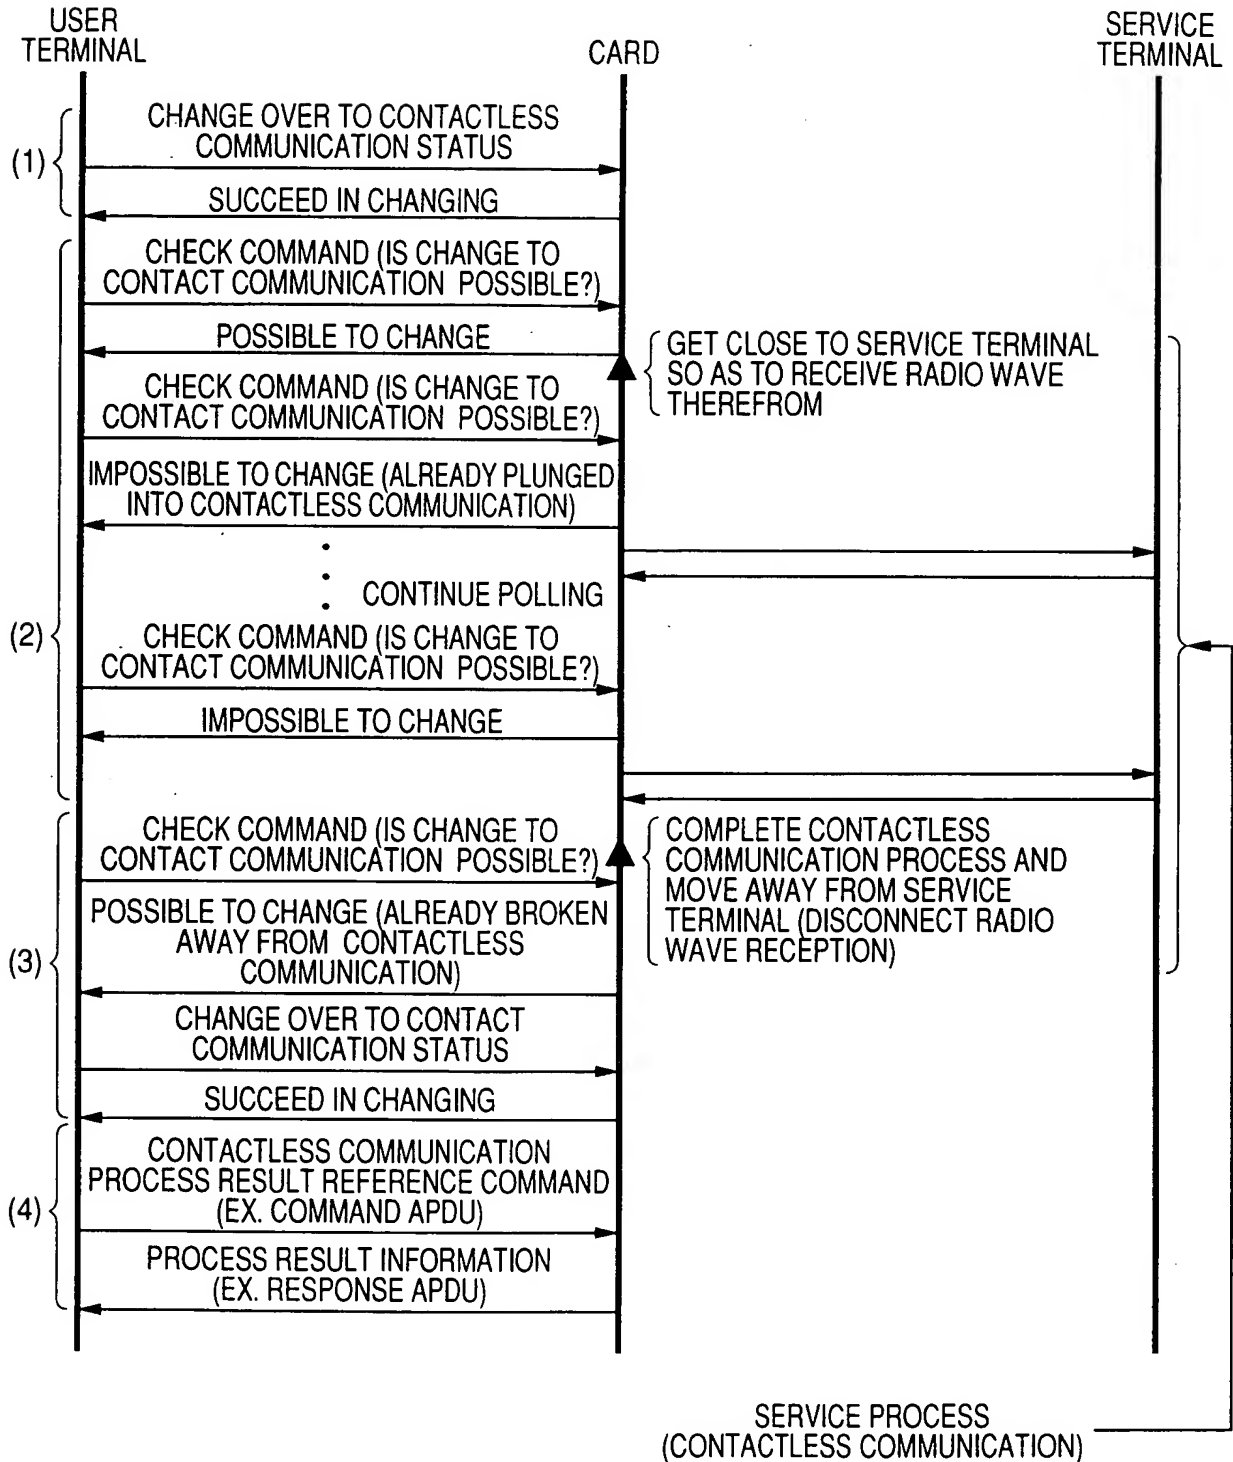 USER
TERMINAL
CARD
SERVICE
TERMINAL
(1)
CHANGE OVER TO CONTACTLESS
COMMUNICATION STATUS
SUCCEED IN CHANGING
(2)
CHECK COMMAND (IS CHANGE TO
CONTACT COMMUNICATION POSSIBLE?)
POSSIBLE TO CHANGE
GET CLOSE TO SERVICE TERMINAL
SO AS TO RECEIVE RADIO WAVE
THEREFROM
CHECK COMMAND (IS CHANGE TO
CONTACT COMMUNICATION POSSIBLE?)
IMPOSSIBLE TO CHANGE (ALREADY PLUNGED
INTO CONTACTLESS COMMUNICATION)
CONTINUE POLLING
CHECK COMMAND (IS CHANGE TO
CONTACT COMMUNICATION POSSIBLE?)
IMPOSSIBLE TO CHANGE
(3)
CHECK COMMAND (IS CHANGE TO
CONTACT COMMUNICATION POSSIBLE?)
COMPLETE CONTACTLESS
COMMUNICATION PROCESS AND
MOVE AWAY FROM SERVICE
TERMINAL (DISCONNECT RADIO
WAVE RECEPTION)
POSSIBLE TO CHANGE (ALREADY BROKEN
AWAY FROM CONTACTLESS
COMMUNICATION)
CHANGE OVER TO CONTACT
COMMUNICATION STATUS
SUCCEED IN CHANGING
(4)
CONTACTLESS COMMUNICATION
PROCESS RESULT REFERENCE COMMAND
(EX. COMMAND APDU)
PROCESS RESULT INFORMATION
(EX. RESPONSE APDU)
SERVICE PROCESS
(CONTACTLESS COMMUNICATION)